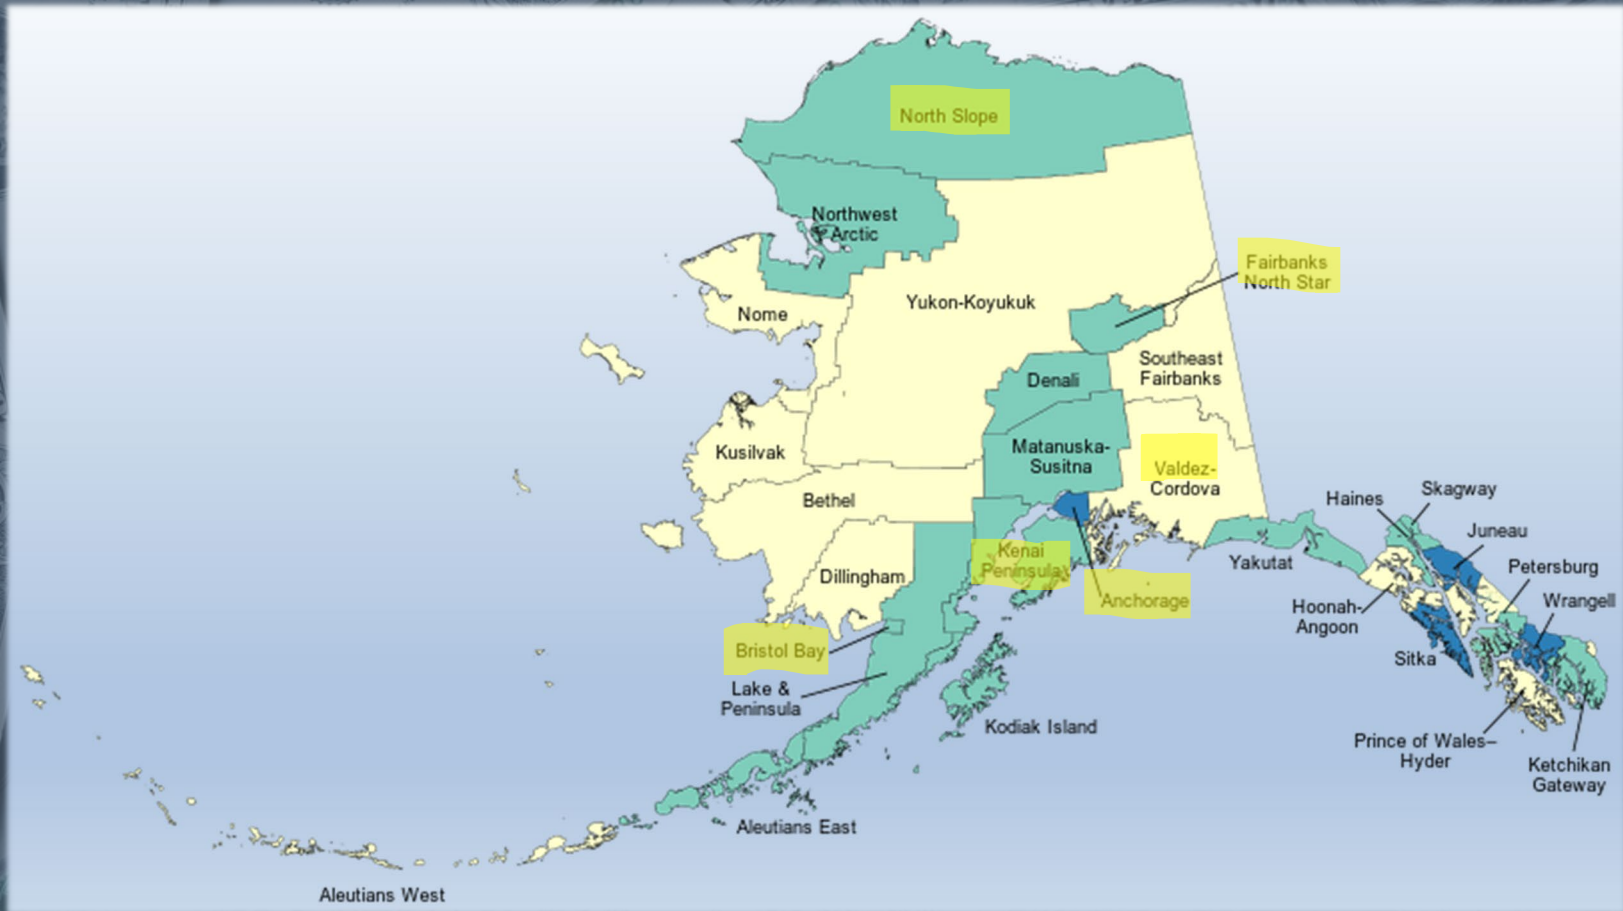 North Slope
Northwest
Arctic
Fairbanks
North Star
Yukon-Koyukuk
Nome
Southeast
Fairbanks
Denali
Kusilvak
Matanuska-
Susitna
Valdez-
Cordova
Bethel
Haines
Skagway
Juneau
Kenai
Peninsula
Dillingham
Yakutat
Petersburg
Anchorage
Hoonah-
Angoon
Wrangell
Bristol Bay
Sitka
Lake &
Peninsula
Kodiak Island
Prince of Wales–
Hyder
Ketchikan
Gateway
Aleutians East
Aleutians West